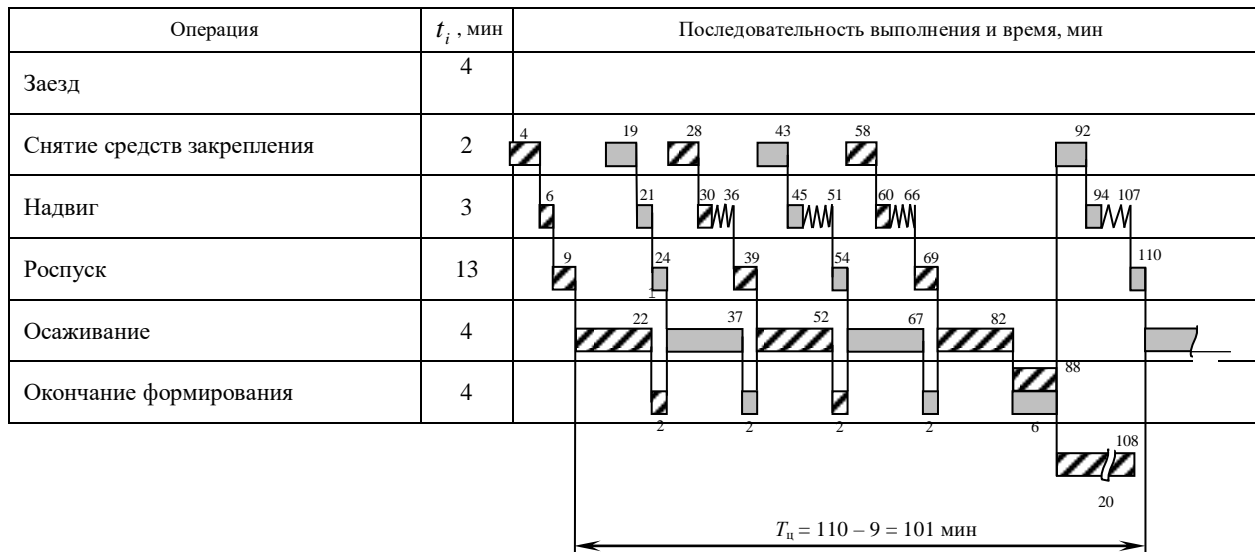 Операция tᵢ, мин Последовательность выполнения и время, мин
Заезд 4
4 19 28 43 58 92
Снятие средств закрепления 2
6 21 30 36 45 51 60 66 94 107
Надвиг 3
9 24 39 54 69 110
Роспуск 13
1
22 37 52 67 82
Осаживание 4
88
Окончание формирования 4
2 2 2 2 6
108
20
Tц = 110 – 9 = 101 мин